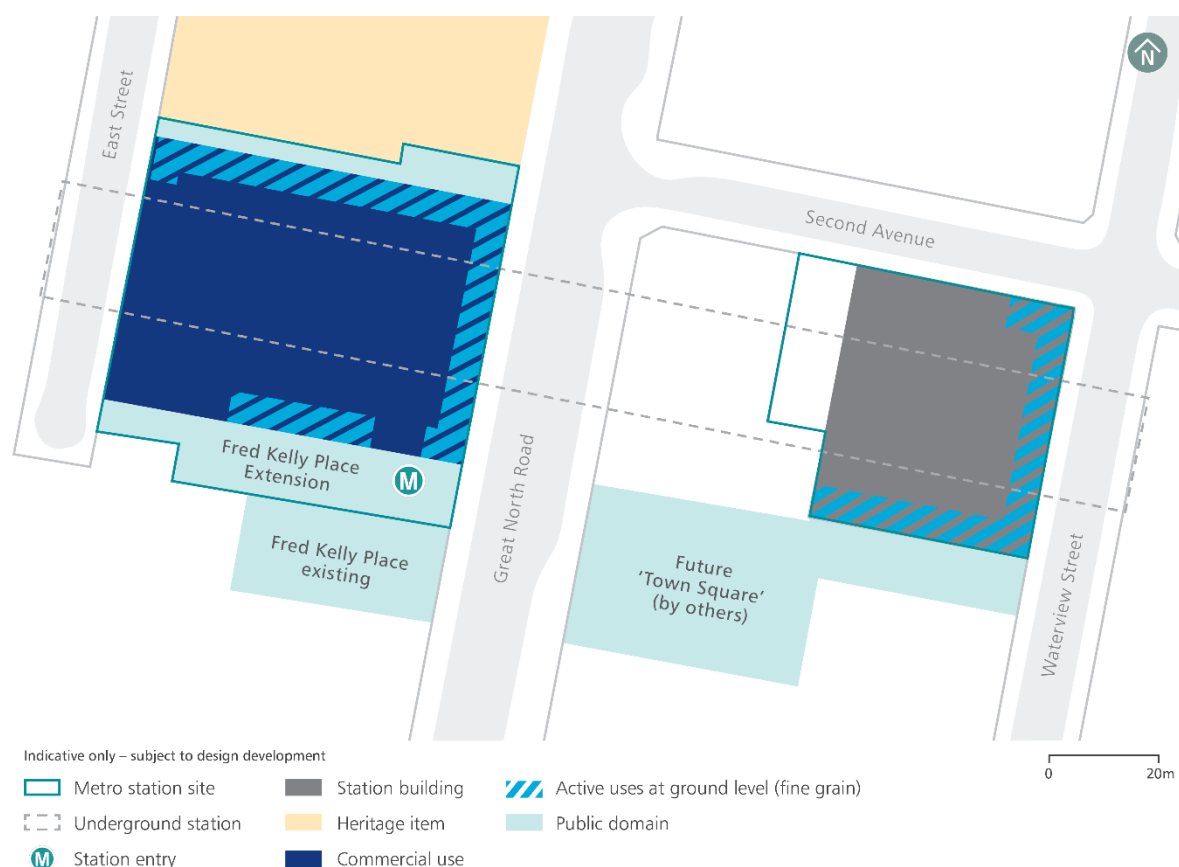 N
East Street
Second Avenue
Fred Kelly Place
Extension
M
Great North Road
Fred Kelly Place
existing
Future
‘Town Square’
(by others)
Waterview Street
Indicative only – subject to design development
Metro station site
Station building
Active uses at ground level (fine grain)
0 20m
Underground station
Heritage item
Public domain
M Station entry
Commercial use